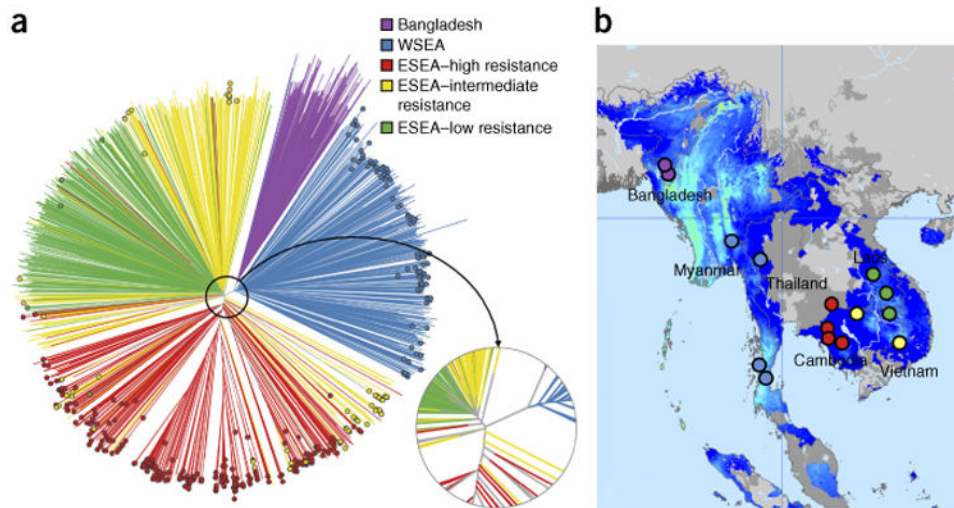 a
Bangladesh
WSEA
ESEA–high resistance
ESEA–intermediate
resistance
ESEA–low resistance
b
Bangladesh
Myanmar
Laos
Thailand
Cambodia
Vietnam